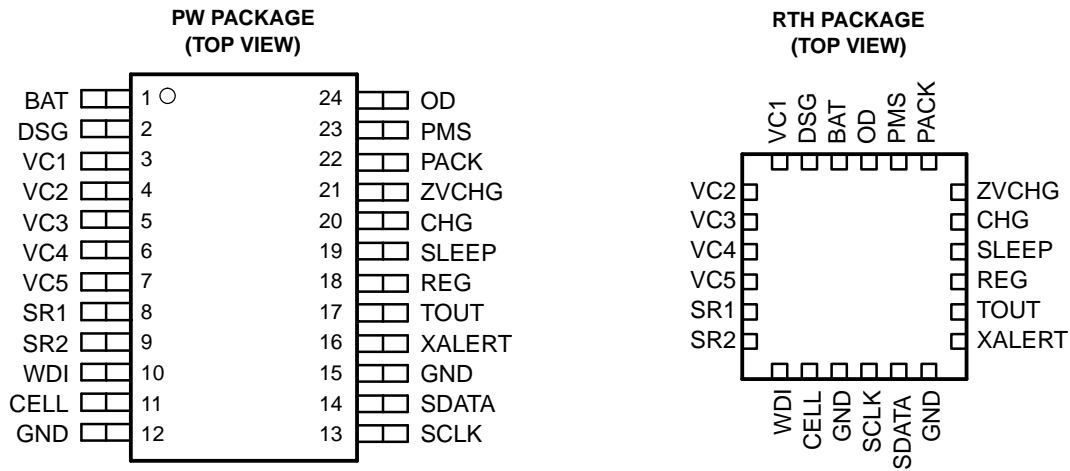 PW PACKAGE
(TOP VIEW)
BAT 1 24 OD
DSG 2 23 PMS
VC1 3 22 PACK
VC2 4 21 ZVCHG
VC3 5 20 CHG
VC4 6 19 SLEEP
VC5 7 18 REG
SR1 8 17 TOUT
SR2 9 16 XALERT
WDI 10 15 GND
CELL 11 14 SDATA
GND 12 13 SCLK
RTH PACKAGE
(TOP VIEW)
VC1 DSG BAT OD PMS PACK
VC2 ZVCHG
VC3 CHG
VC4 SLEEP
VC5 REG
SR1 TOUT
SR2 XALERT
WDI CELL GND SCLK SDATA GND